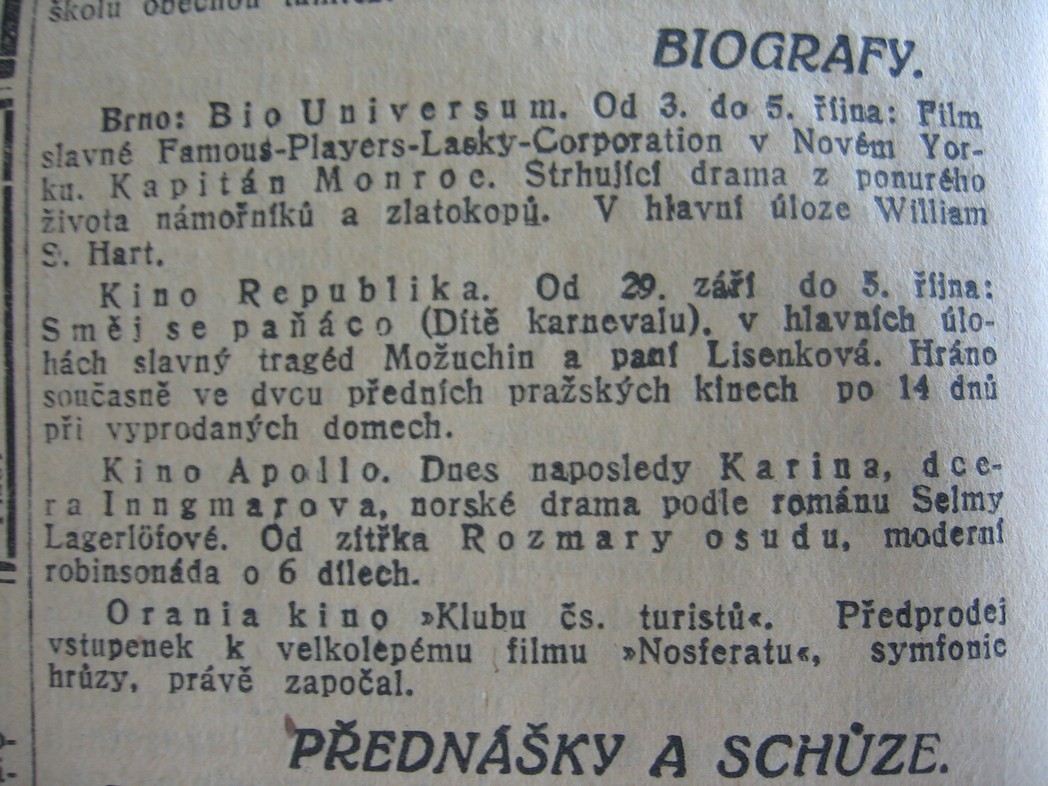 školu obecnou
BIOGRAFY.
Brno: Bio Universum. Od 3. do 5. října: Film
slavné Famous-Players-Lasky-Corporation v Novém Yor-
ku. Kapitán Monroe. Strhující drama z ponurého
života námořníků a zlatokopů. V hlavní úloze William
S. Hart.
Kino Republika. Od 29. září do 5. října:
Směj se paňáco (Dítě karnevalu), v hlavních úlo-
hách slavný tragéd Možuchin a paní Lisenková. Hráno
současně ve dvou předních pražských kinech po 14 dnů
při vyprodaných domech.
Kino Apollo. Dnes naposledy Karina, dce-
ra Inngmarova, norské drama podle románu Selmy
Lagerlöfové. Od zítřka Rozmary osudu, moderní
robinsonáda o 6 dílech.
Orania kino »Klubu čs. turistů«. Předprodej
vstupenek k velkolepému filmu »Nosferatu«, symfonie
hrůzy, právě započal.
PŘEDNÁŠKY A SCHŮZE.